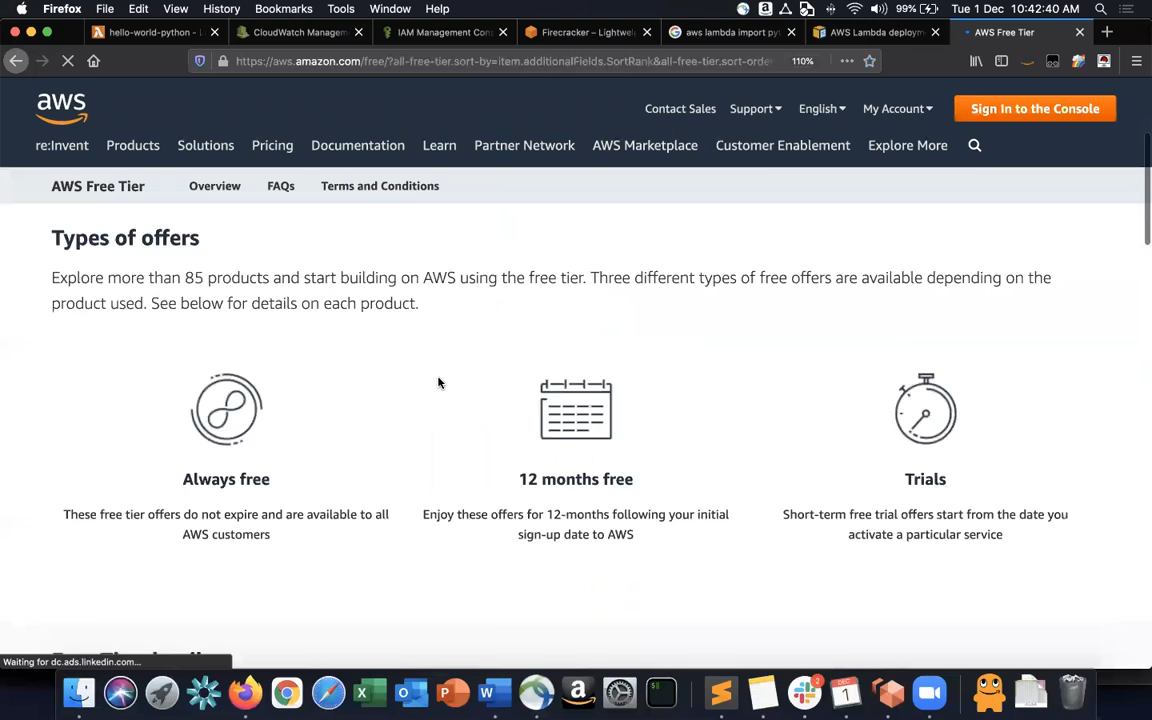 Firefox File Edit View History Bookmarks Tools Window Help 99% Tue 1 Dec 10:42:40 AM
hello-world-python - L CloudWatch Managem IAM Management Con Firecracker – Lightwei aws lambda import pyt AWS Lambda deploym AWS Free Tier
https://aws.amazon.com/free/?all-free-tier.sort-by=item.additionalFields.SortRank&all-free-tier.sort-orde 110%
aws Contact Sales Support English My Account Sign In to the Console
re:Invent Products Solutions Pricing Documentation Learn Partner Network AWS Marketplace Customer Enablement Explore More
AWS Free Tier Overview FAQs Terms and Conditions
Types of offers
Explore more than 85 products and start building on AWS using the free tier. Three different types of free offers are available depending on the
product used. See below for details on each product.
Always free
These free tier offers do not expire and are available to all
AWS customers
12 months free
Enjoy these offers for 12-months following your initial
sign-up date to AWS
Trials
Short-term free trial offers start from the date you
activate a particular service
Waiting for dc.ads.linkedin.com...
2
DEC
1